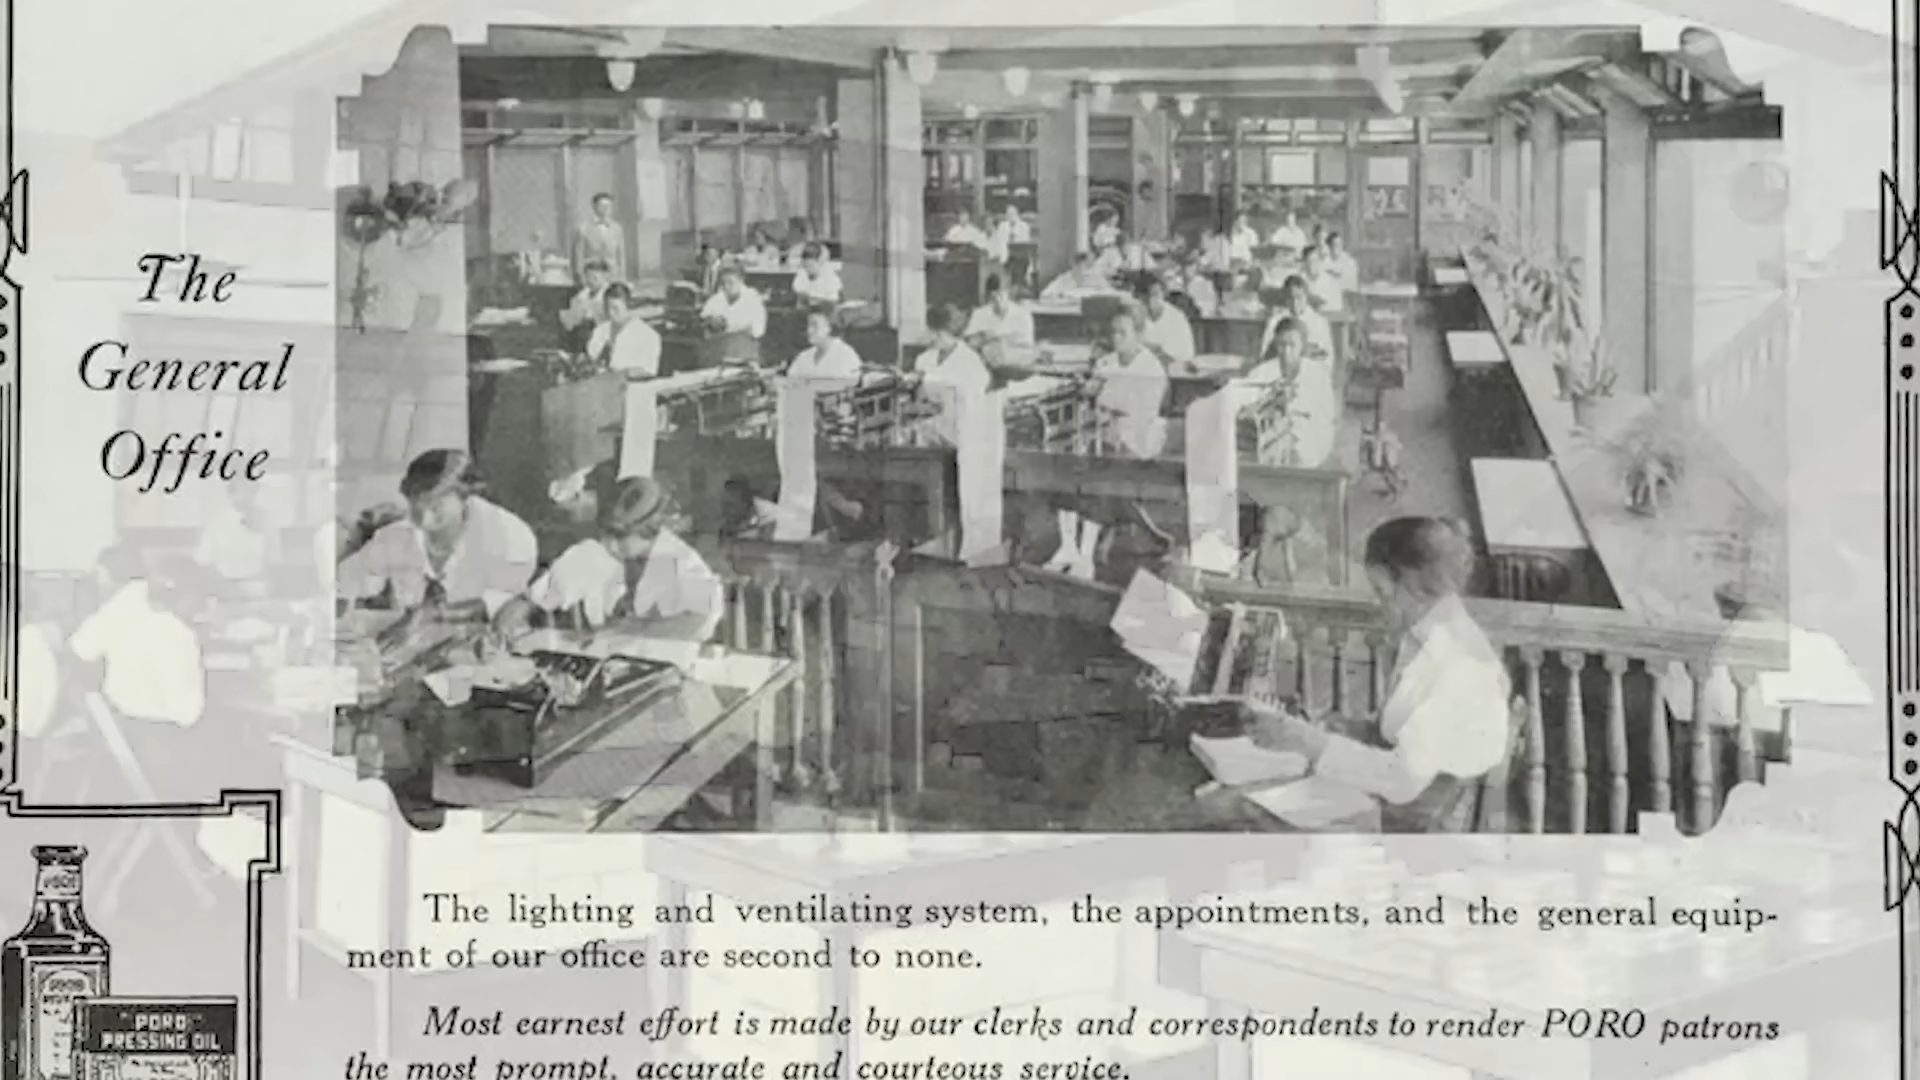 The
General
Office
The lighting and ventilating system, the appointments, and the general equip-
ment of our office are second to none.
Most earnest effort is made by our clerks and correspondents to render PORO patrons
the most prompt, accurate and courteous service.
PORO
PRESSING OIL